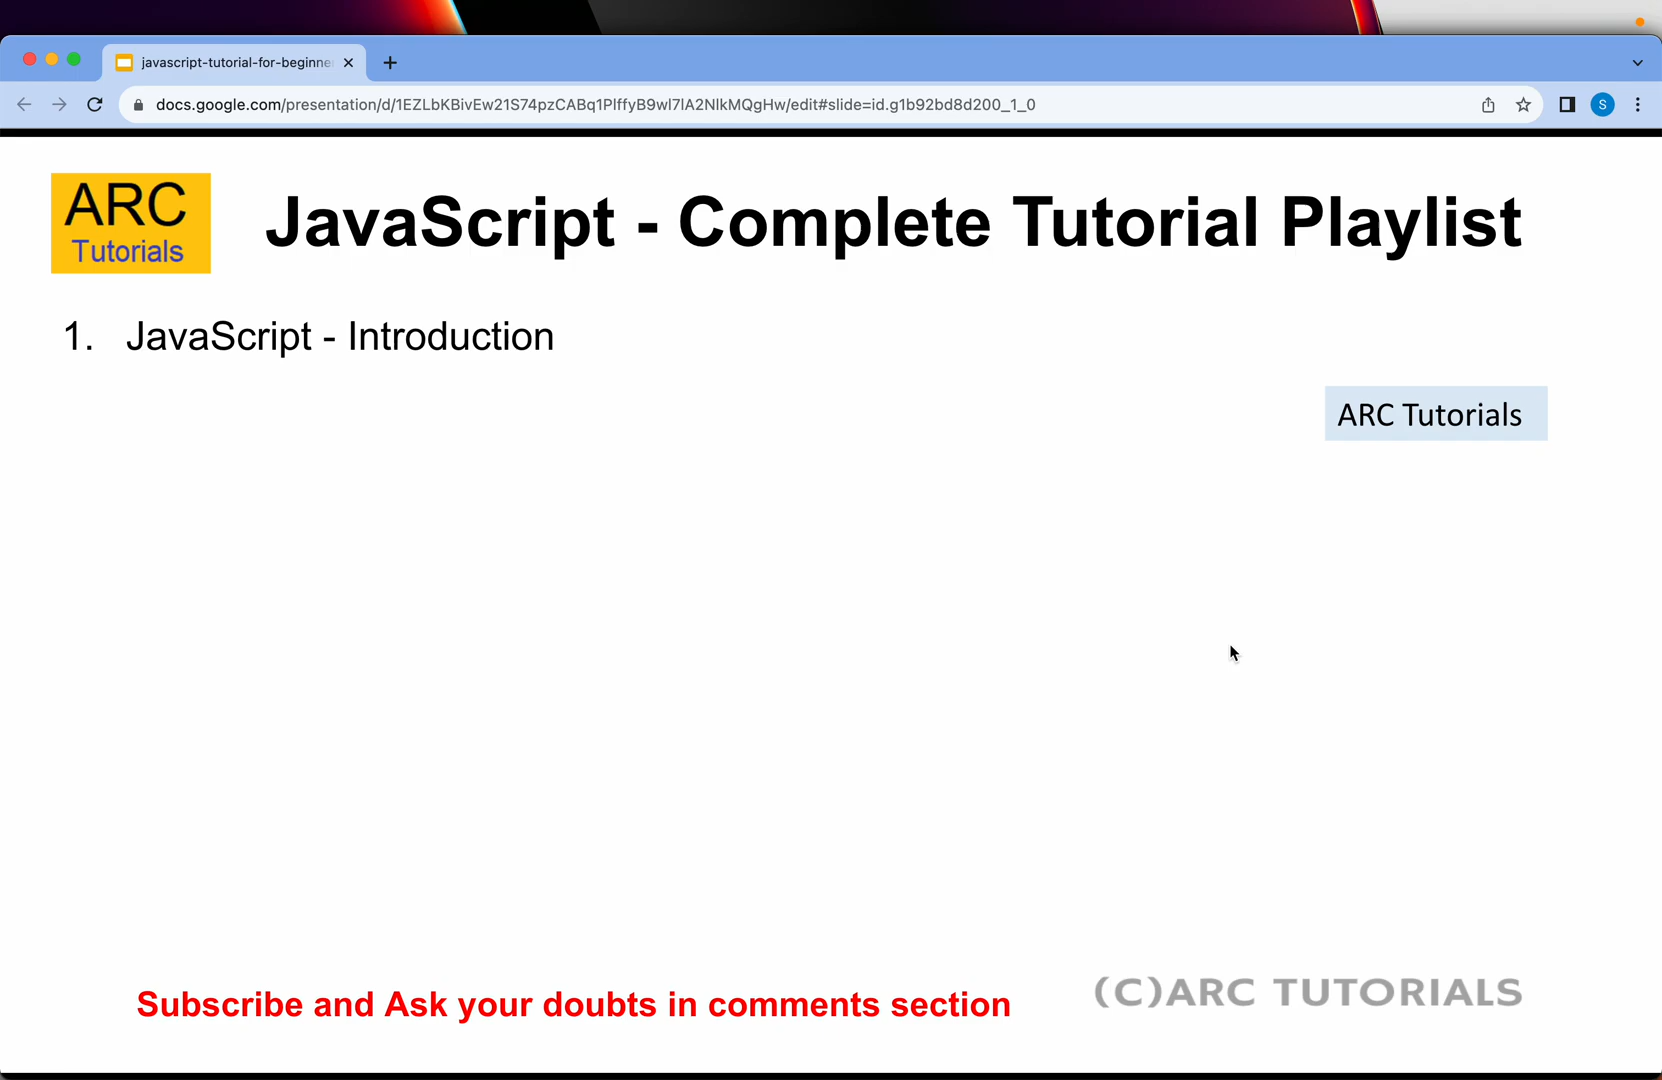 javascript-tutorial-for-beginne
docs.google.com/presentation/d/1EZLbKBivEw21S74pzCABq1PlffyB9wl7lA2NlkMQgHw/edit#slide=id.g1b92bd8d200_1_0
S
ARC
Tutorials
JavaScript - Complete Tutorial Playlist
1. JavaScript - Introduction
ARC Tutorials
Subscribe and Ask your doubts in comments section
(C)ARC TUTORIALS